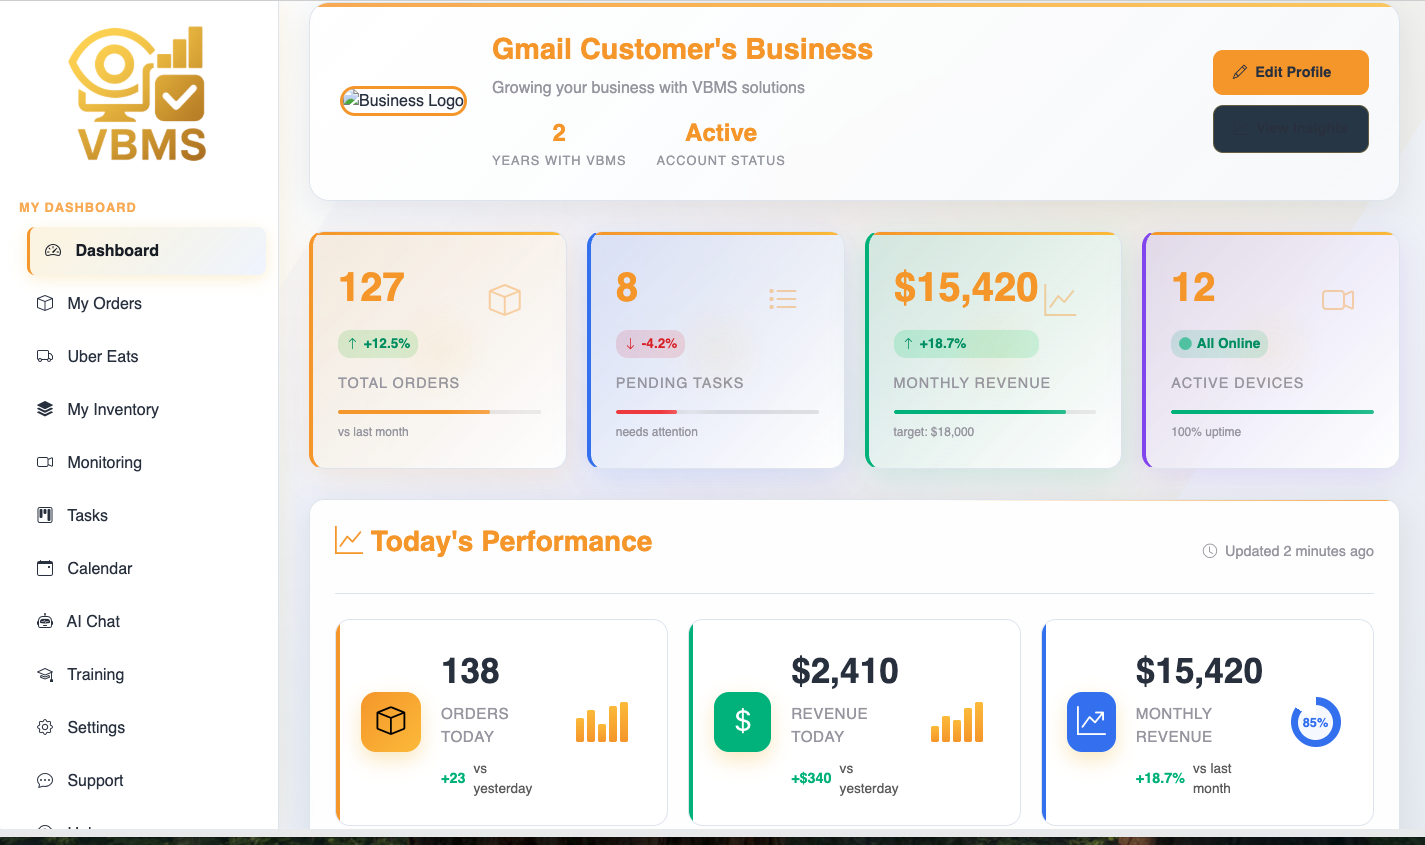 VBMS
MY DASHBOARD
Dashboard
My Orders
Uber Eats
My Inventory
Monitoring
Tasks
Calendar
AI Chat
Training
Settings
Support
Business Logo
Gmail Customer's Business
Growing your business with VBMS solutions
2
YEARS WITH VBMS
Active
ACCOUNT STATUS
Edit Profile
View Insights
127
+12.5%
TOTAL ORDERS
vs last month
8
-4.2%
PENDING TASKS
needs attention
$15,420
+18.7%
MONTHLY REVENUE
target: $18,000
12
All Online
ACTIVE DEVICES
100% uptime
Today's Performance
Updated 2 minutes ago
138
ORDERS
TODAY
+23 vs
yesterday
$2,410
REVENUE
TODAY
+$340 vs
yesterday
$15,420
MONTHLY
REVENUE
+18.7% vs last
month
85%